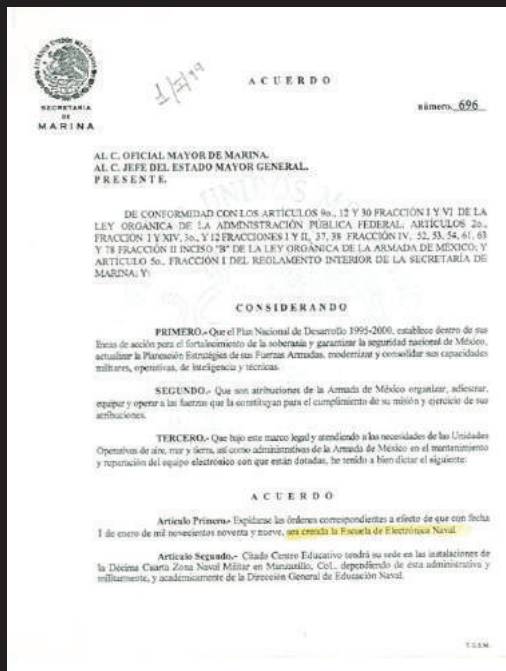 ESTADOS UNIDOS MEXICANOS
SECRETARIA
DE
MARINA
A C U E R D O
número. 696
AL C. OFICIAL MAYOR DE MARINA.
AL C. JEFE DEL ESTADO MAYOR GENERAL.
P R E S E N T E.
DE CONFORMIDAD CON LOS ARTÍCULOS 9o., 12 Y 30 FRACCIÓN I Y VI DE LA
LEY ORGÁNICA DE LA ADMINISTRACIÓN PÚBLICA FEDERAL; ARTÍCULOS 2o.,
FRACCIÓN I Y XIV, 3o., Y 12 FRACCIONES I Y II, 37, 38 FRACCIÓN IV, 52, 53, 54, 61, 63
Y 78 FRACCIÓN II INCISO "B" DE LA LEY ORGÁNICA DE LA ARMADA DE MÉXICO; Y
ARTÍCULO 5o., FRACCIÓN I DEL REGLAMENTO INTERIOR DE LA SECRETARÍA DE
MARINA; Y:
C O N S I D E R A N D O
PRIMERO.- Que el Plan Nacional de Desarrollo 1995-2000, establece dentro de sus
líneas de acción para el fortalecimiento de la soberanía y garantizar la seguridad nacional de México,
actualizar la Planeación Estratégica de sus Fuerzas Armadas, modernizar y consolidar sus capacidades
militares, operativas, de inteligencia y técnicas.
SEGUNDO.- Que son atribuciones de la Armada de México organizar, adiestrar,
equipar y operar a las fuerzas que la constituyan para el cumplimiento de su misión y ejercicio de sus
atribuciones.
TERCERO.- Que bajo este marco legal y atendiendo a las necesidades de las Unidades
Operativas de aire, mar y tierra, así como administrativas de la Armada de México en el mantenimiento
y reparación del equipo electrónico con que están dotadas, he tenido a bien dictar el siguiente:
A C U E R D O
Artículo Primero.- Expídanse las órdenes correspondientes a efecto de que con fecha
1 de enero de mil novecientos noventa y nueve, sea creada la Escuela de Electrónica Naval.
Artículo Segundo.- Citado Centro Educativo tendrá su sede en las instalaciones de
la Décima Cuarta Zona Naval Militar en Manzanillo, Col., dependiendo de ésta administrativa y
militarmente, y académicamente de la Dirección General de Educación Naval.